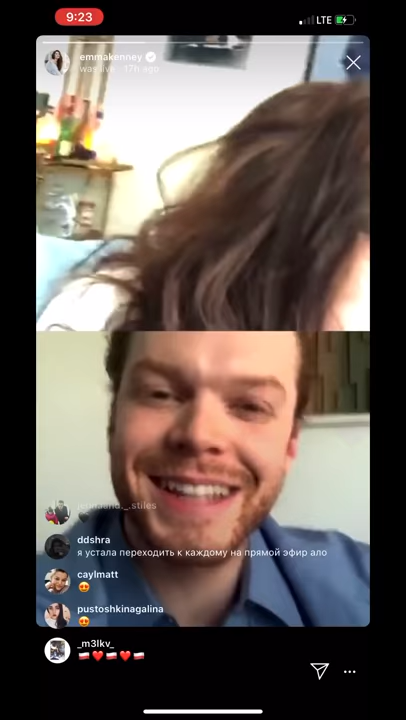 9:23
LTE
emmakenney
was live · 17h ago
ddshra
я устала переходить к каждому на прямой эфир ало
caylmatt
😍
pustoshkinagalina
😍
_m3lkv_